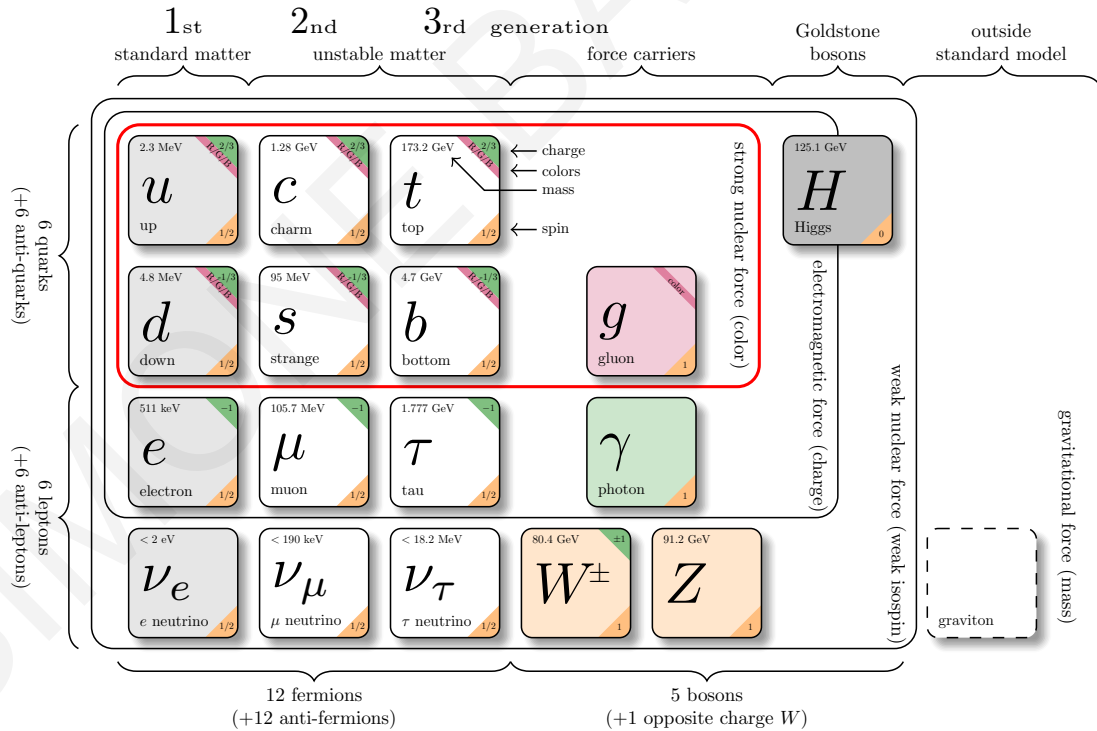 1st 2nd 3rd generation
standard matter
unstable matter
force carriers
Goldstone
bosons
outside
standard model
6 quarks
(+6 anti-quarks)
6 leptons
(+6 anti-leptons)
2.3 MeV
2/3
R/G/B
u
up
1/2
1.28 GeV
2/3
R/G/B
c
charm
1/2
173.2 GeV
2/3
R/G/B
t
top
1/2
charge
colors
mass
spin
strong nuclear force (color)
125.1 GeV
H
Higgs
0
4.8 MeV
-1/3
R/G/B
d
down
1/2
95 MeV
-1/3
R/G/B
s
strange
1/2
4.7 GeV
-1/3
R/G/B
b
bottom
1/2
color
g
gluon
1
electromagnetic force (charge)
weak nuclear force (weak isospin)
gravitational force (mass)
511 keV
−1
e
electron
1/2
105.7 MeV
−1
μ
muon
1/2
1.777 GeV
−1
τ
tau
1/2
γ
photon
1
< 2 eV
νe
e neutrino
1/2
< 190 keV
νμ
μ neutrino
1/2
< 18.2 MeV
ντ
τ neutrino
1/2
80.4 GeV
±1
W±
1
91.2 GeV
Z
1
graviton
12 fermions
(+12 anti-fermions)
5 bosons
(+1 opposite charge W)